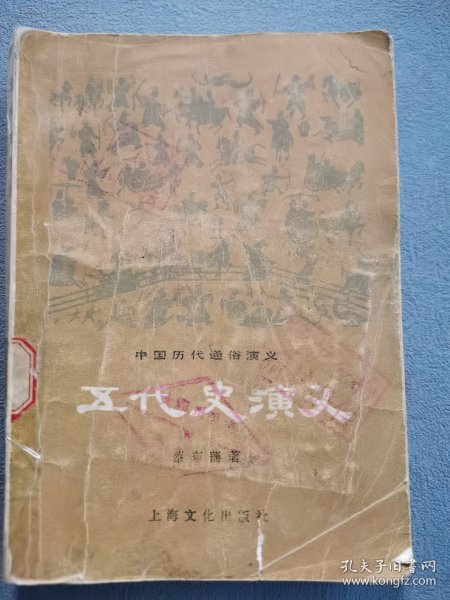 中国历代通俗演义
五代史演义
蔡东藩著
上海文化出版社
孔夫子旧书网
www.kongfz.com